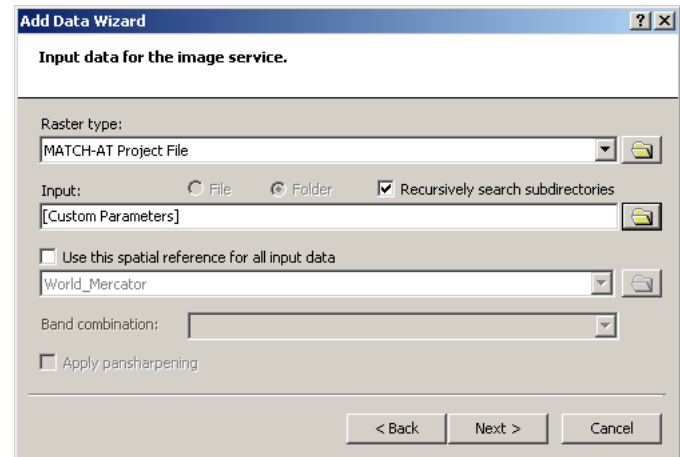 Add Data Wizard
Input data for the image service.
Raster type:
MATCH-AT Project File
Input: File Folder Recursively search subdirectories
[Custom Parameters]
Use this spatial reference for all input data
World_Mercator
Band combination:
Apply pansharpening
< Back Next > Cancel